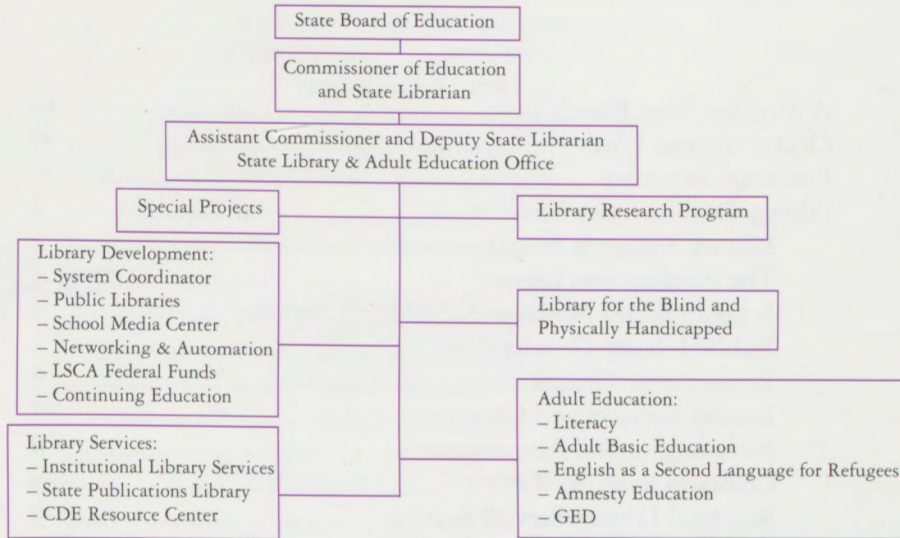 State Board of Education
Commissioner of Education
and State Librarian
Assistant Commissioner and Deputy State Librarian
State Library & Adult Education Office
Special Projects
Library Research Program
Library Development:
– System Coordinator
– Public Libraries
– School Media Center
– Networking & Automation
– LSCA Federal Funds
– Continuing Education
Library for the Blind and
Physically Handicapped
Library Services:
– Institutional Library Services
– State Publications Library
– CDE Resource Center
Adult Education:
– Literacy
– Adult Basic Education
– English as a Second Language for Refugees
– Amnesty Education
– GED